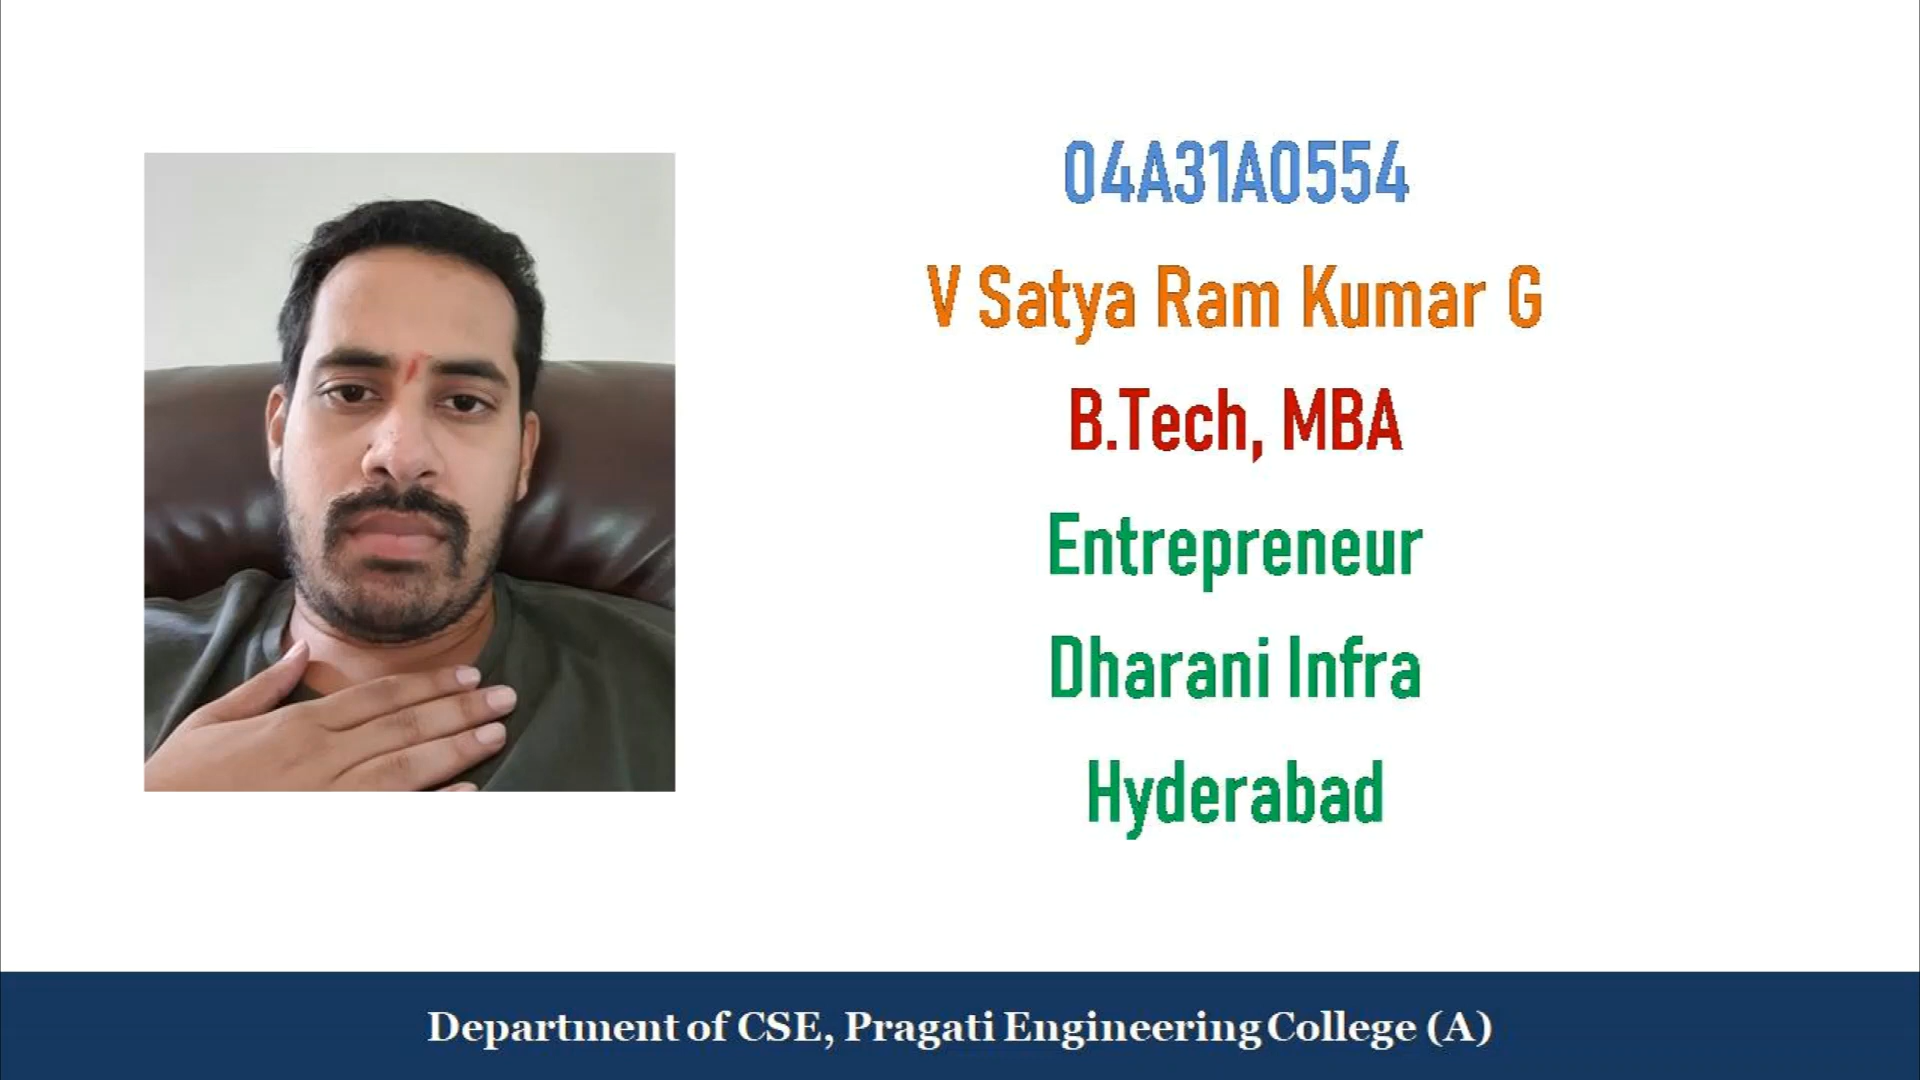 04A31A0554
V Satya Ram Kumar G
B.Tech, MBA
Entrepreneur
Dharani Infra
Hyderabad
Department of CSE, Pragati Engineering College (A)